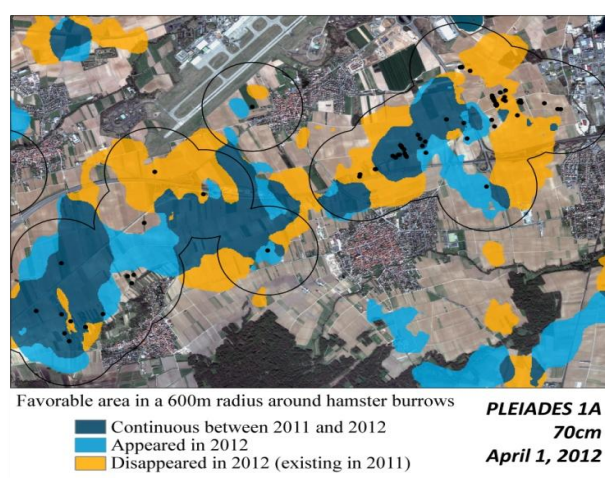 Favorable area in a 600m radius around hamster burrows
Continuous between 2011 and 2012
Appeared in 2012
Disappeared in 2012 (existing in 2011)
PLEIADES 1A
70cm
April 1, 2012